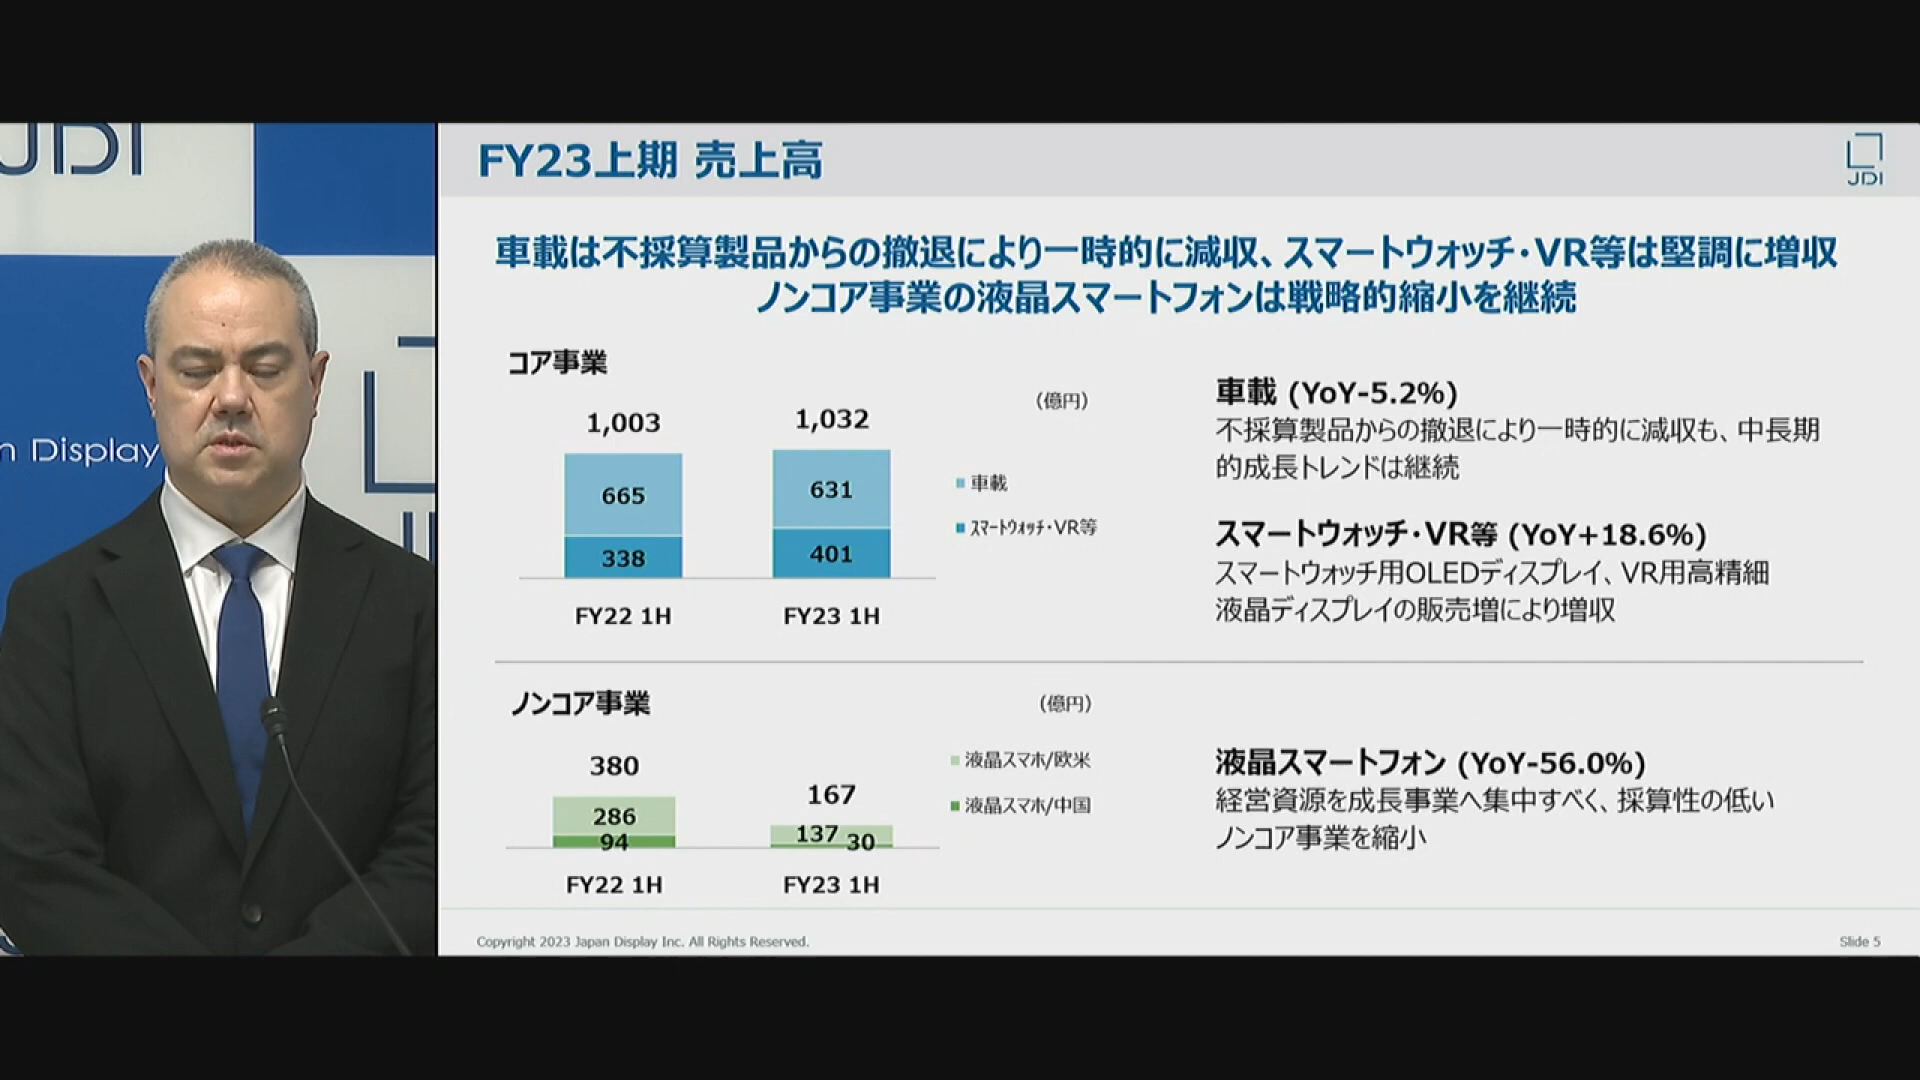 JDI
n Display
FY23上期 売上高
JDI
車載は不採算製品からの撤退により一時的に減収、スマートウォッチ・VR等は堅調に増収
ノンコア事業の液晶スマートフォンは戦略的縮小を継続
コア事業
(億円)
1,003
1,032
665
631
338
401
FY22 1H
FY23 1H
車載
ｽﾏｰﾄｳｫｯﾁ・VR等
車載 (YoY-5.2%)
不採算製品からの撤退により一時的に減収も、中長期
的成長トレンドは継続
スマートウォッチ・VR等 (YoY+18.6%)
スマートウォッチ用OLEDディスプレイ、VR用高精細
液晶ディスプレイの販売増により増収
ノンコア事業
(億円)
380
167
286
137
94
30
FY22 1H
FY23 1H
液晶スマホ/欧米
液晶スマホ/中国
液晶スマートフォン (YoY-56.0%)
経営資源を成長事業へ集中すべく、採算性の低い
ノンコア事業を縮小
Copyright 2023 Japan Display Inc. All Rights Reserved.
Slide 5